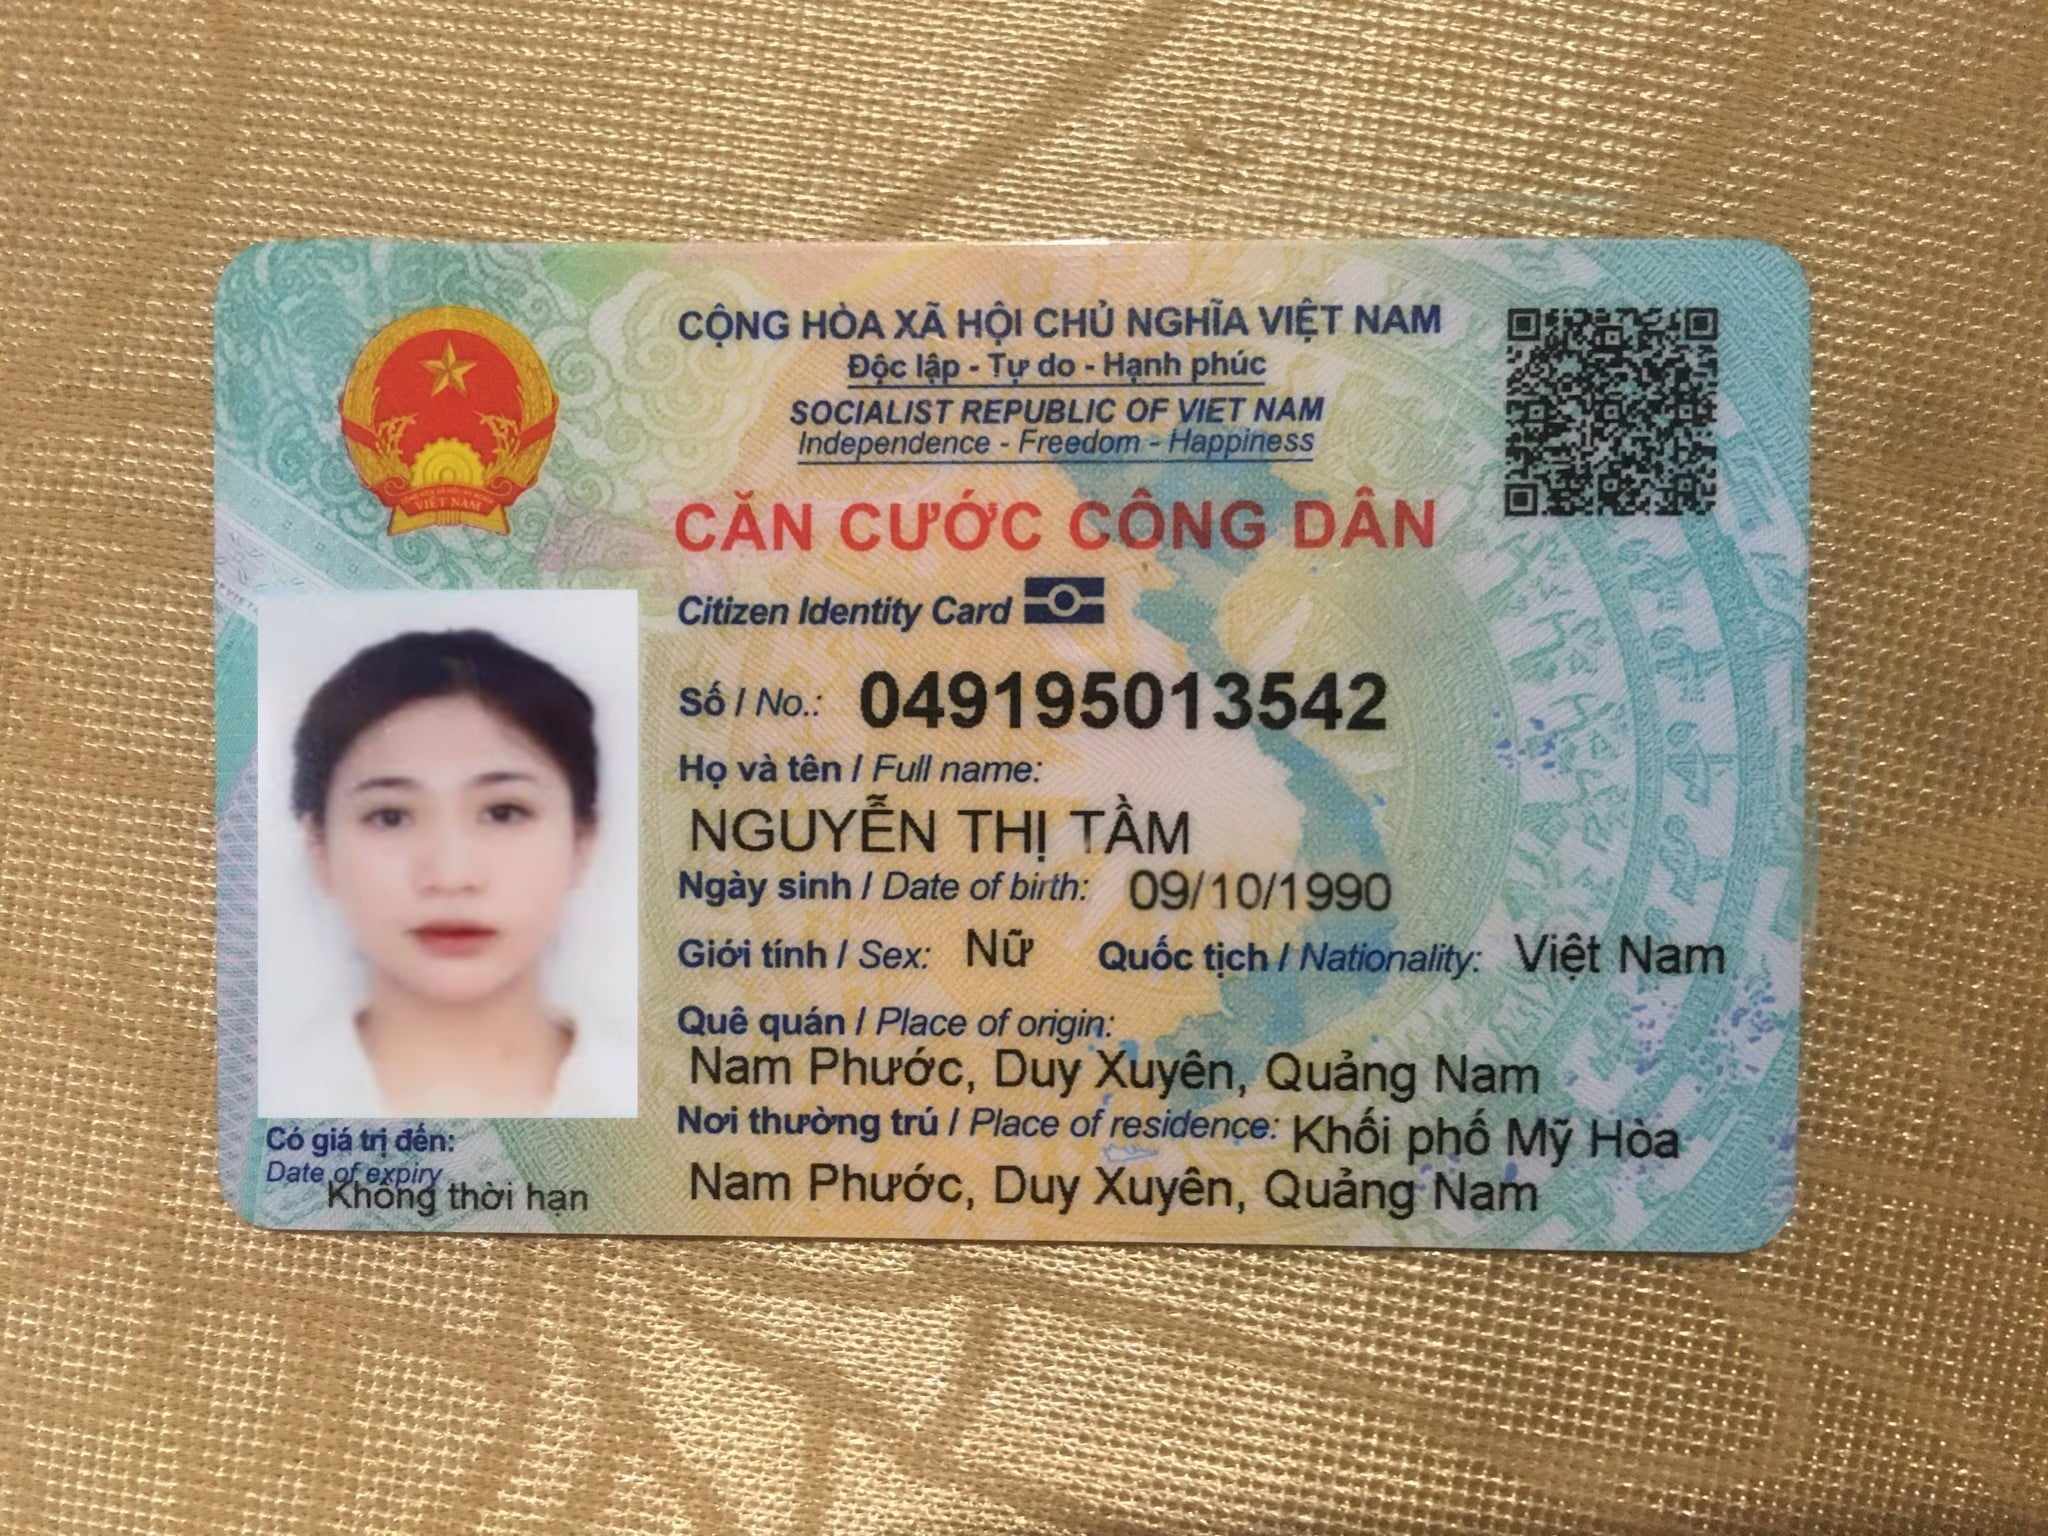 CỘNG HÒA XÃ HỘI CHỦ NGHĨA VIỆT NAM
Độc lập - Tự do - Hạnh phúc
SOCIALIST REPUBLIC OF VIET NAM
Independence - Freedom - Happiness
VIỆT NAM
CĂN CƯỚC CÔNG DÂN
Citizen Identity Card
Số / No.: 049195013542
Họ và tên / Full name:
NGUYỄN THỊ TẦM
Ngày sinh / Date of birth: 09/10/1990
Giới tính / Sex: Nữ Quốc tịch / Nationality: Việt Nam
Quê quán / Place of origin:
Nam Phước, Duy Xuyên, Quảng Nam
Nơi thường trú / Place of residence: Khối phố Mỹ Hòa
Nam Phước, Duy Xuyên, Quảng Nam
Có giá trị đến:
Date of expiry
Không thời hạn